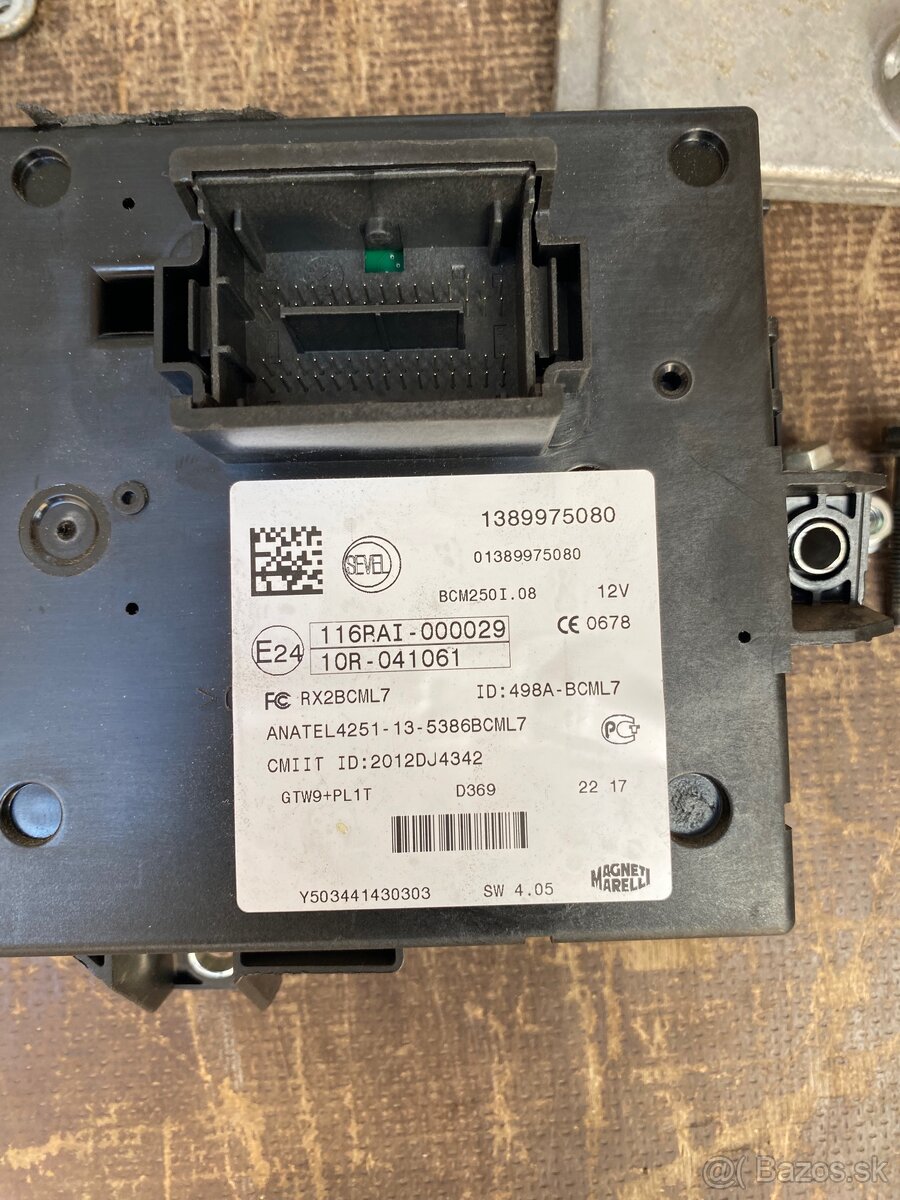 1389975080
SEVEL
01389975080
BCM250I.08 12V
E24 116RAI-000029 CE 0678
10R-041061
FC RX2BCML7 ID:498A-BCML7
ANATEL4251-13-5386BCML7
CMIIT ID:2012DJ4342
GTW9+PL1T D369 22 17
Y503441430303 SW 4.05 MAGNETI MARELLI
@Bazos.sk